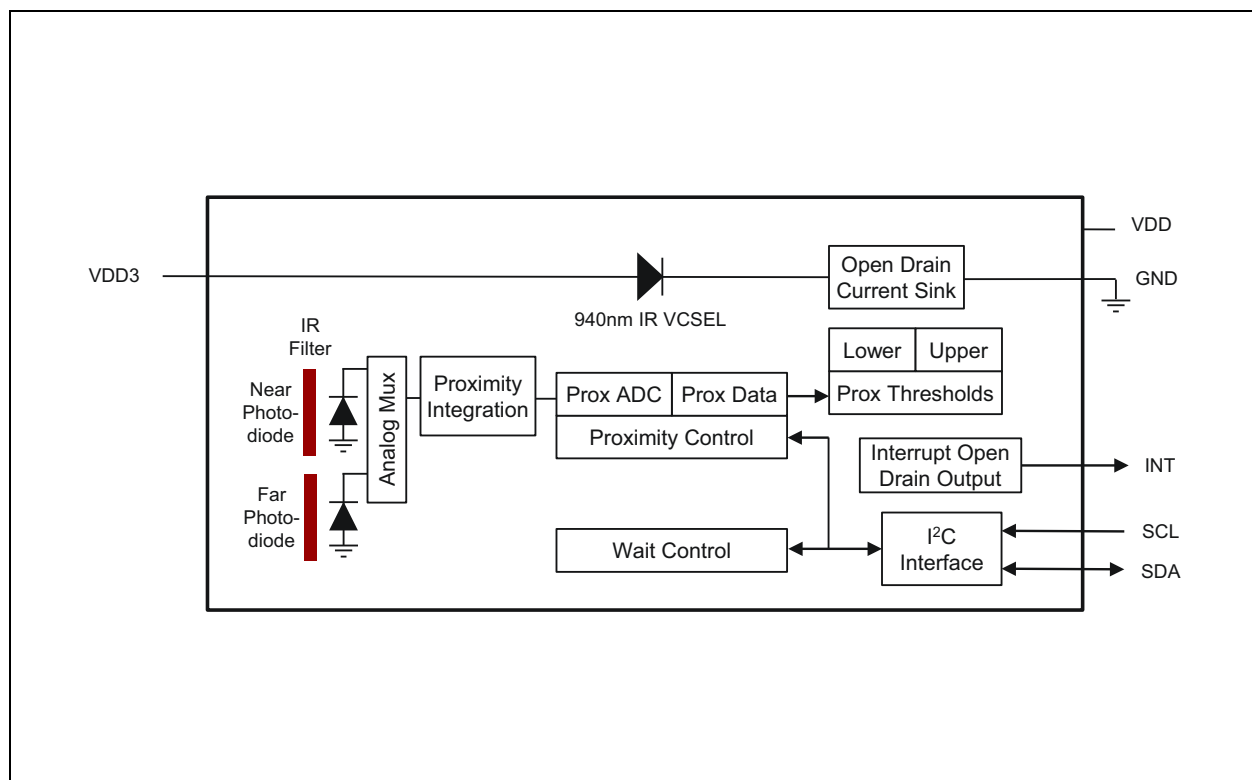 VDD
VDD3
Open Drain
Current Sink
GND
940nm IR VCSEL
IR
Filter
Near
Photo-
diode
Far
Photo-
diode
Analog Mux
Proximity
Integration
Prox ADC
Prox Data
Proximity Control
Lower
Upper
Prox Thresholds
Interrupt Open
Drain Output
INT
Wait Control
I²C
Interface
SCL
SDA